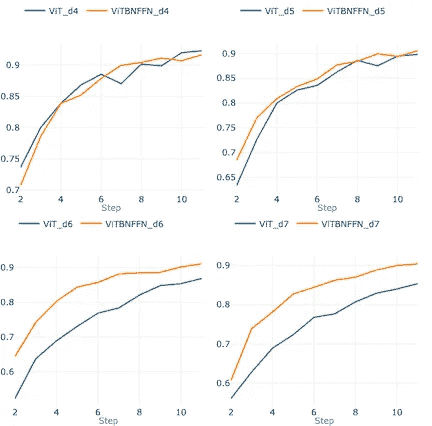 ViT_d4 ViTBNFFN_d4
0.9
0.85
0.8
0.75
0.7
2 4 6 8 10
Step
ViT_d5 ViTBNFFN_d5
0.9
0.85
0.8
0.75
0.7
0.65
2 4 6 8 10
Step
ViT_d6 ViTBNFFN_d6
0.9
0.8
0.7
0.6
2 4 6 8 10
Step
ViT_d7 ViTBNFFN_d7
0.9
0.8
0.7
0.6
2 4 6 8 10
Step